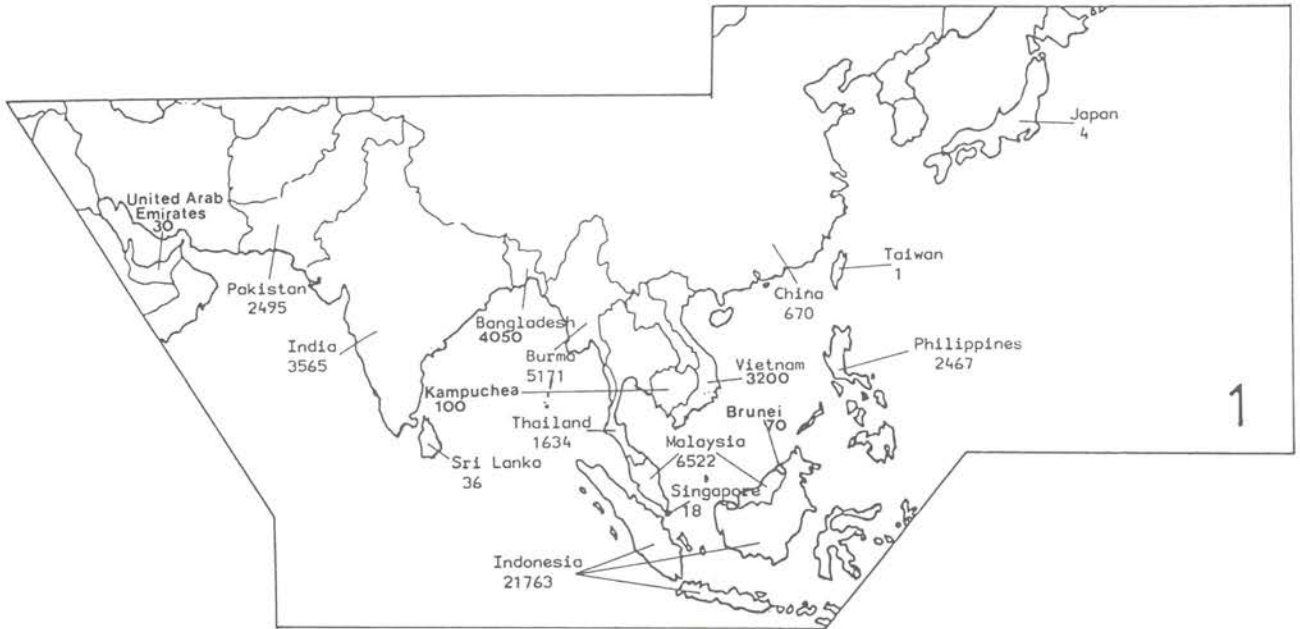 Japan
4
United Arab
Emirates
30
Taiwan
1
Pakistan
2495
China
670
Bangladesh
4050
India
3565
Burma
5171
Philippines
2467
Vietnam
3200
Kampuchea
100
Brunei
70
Thailand
1634
Malaysia
6522
Sri Lanka
36
Singapore
18
Indonesia
21763
1